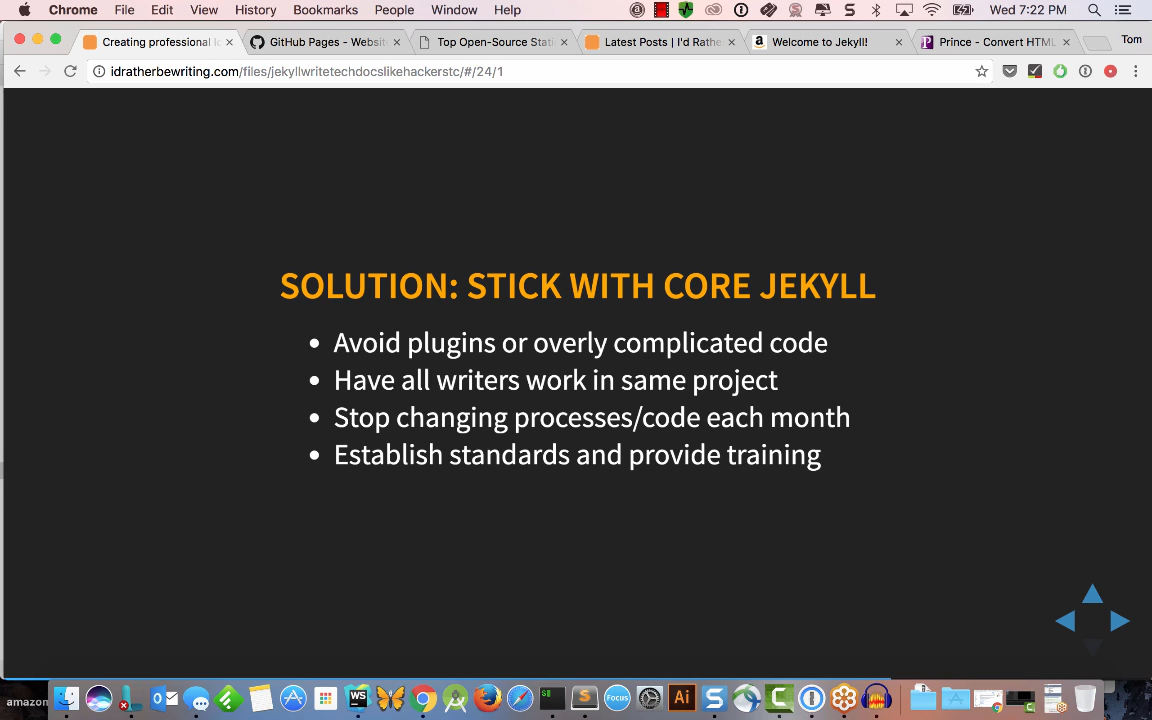 Chrome File Edit View History Bookmarks People Window Help Wed 7:22 PM
Creating professional l GitHub Pages - Websit Top Open-Source Stati Latest Posts | I'd Rathe Welcome to Jekyll! Prince - Convert HTML Tom
idratherbewriting.com/files/jekyllwritetechdocslikehackerstc/#/24/1
SOLUTION: STICK WITH CORE JEKYLL
Avoid plugins or overly complicated code
Have all writers work in same project
Stop changing processes/code each month
Establish standards and provide training
amazon
WS
Focus
Ai